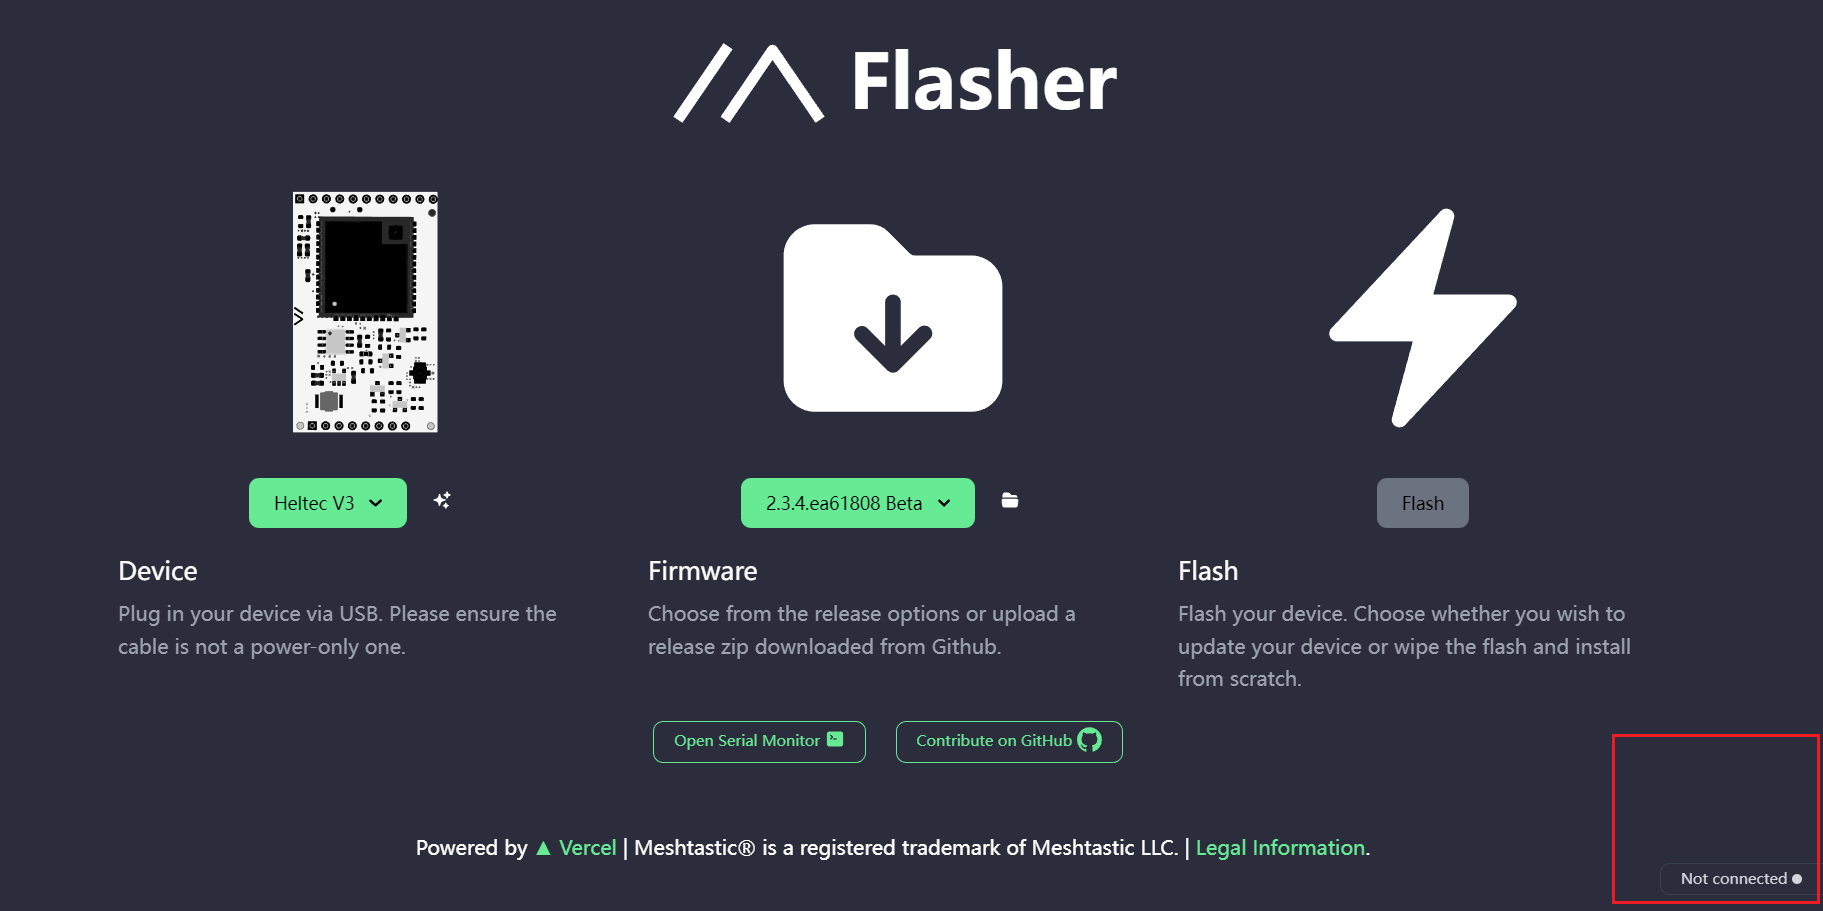 Flasher
Heltec V3
2.3.4.ea61808 Beta
Flash
Device
Plug in your device via USB. Please ensure the
cable is not a power-only one.
Firmware
Choose from the release options or upload a
release zip downloaded from Github.
Flash
Flash your device. Choose whether you wish to
update your device or wipe the flash and install
from scratch.
Open Serial Monitor
Contribute on GitHub
Powered by ▲ Vercel | Meshtastic® is a registered trademark of Meshtastic LLC. | Legal Information.
Not connected